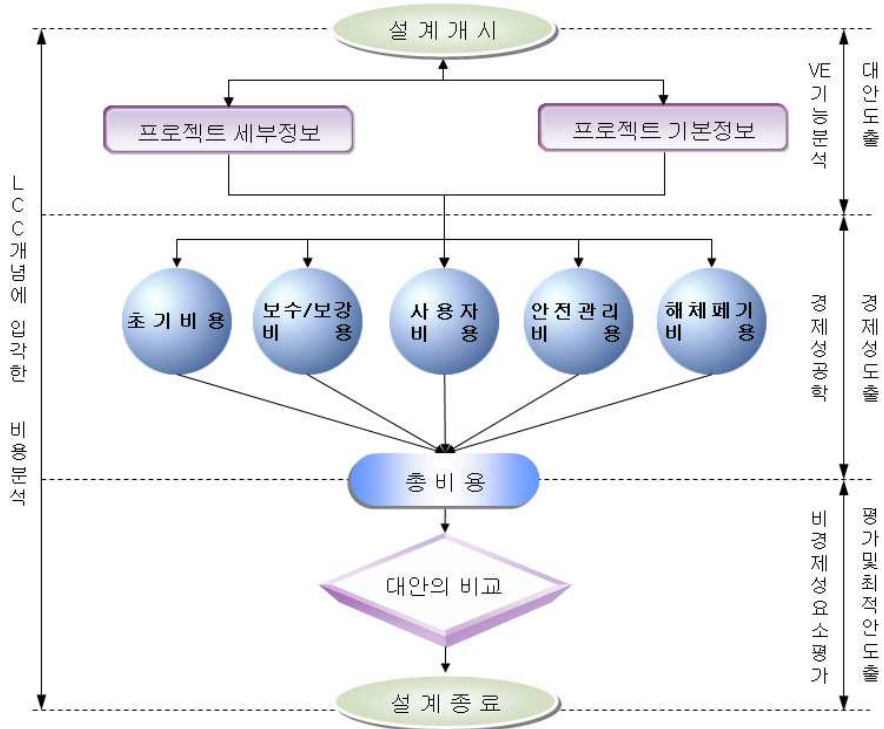 설 계 개 시
프로젝트 세부정보
프로젝트 기본정보
VE 기능분석
대안도출
LCC개념에 입각한 비용분석
초 기 비 용
보수/보강
비 용
사 용 자
비 용
안 전 관 리
비 용
해 체 폐 기
비 용
경제성공학
경제성도출
총 비 용
대안의 비교
비경제성요소평가
평가및최적안도출
설 계 종 료